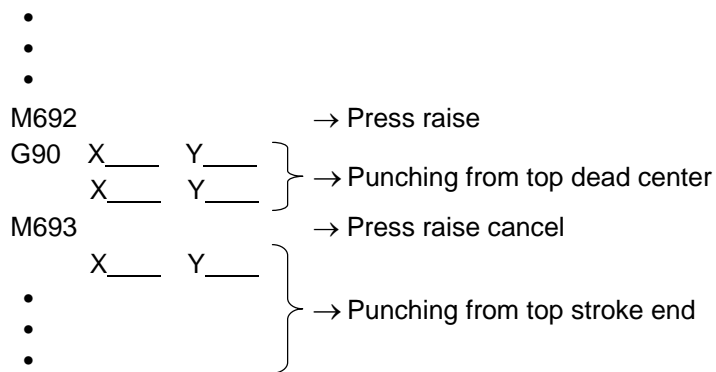 •
•
•
M692 → Press raise
G90 X____ Y____
X____ Y____ → Punching from top dead center
M693 → Press raise cancel
X____ Y____
• → Punching from top stroke end
•
•